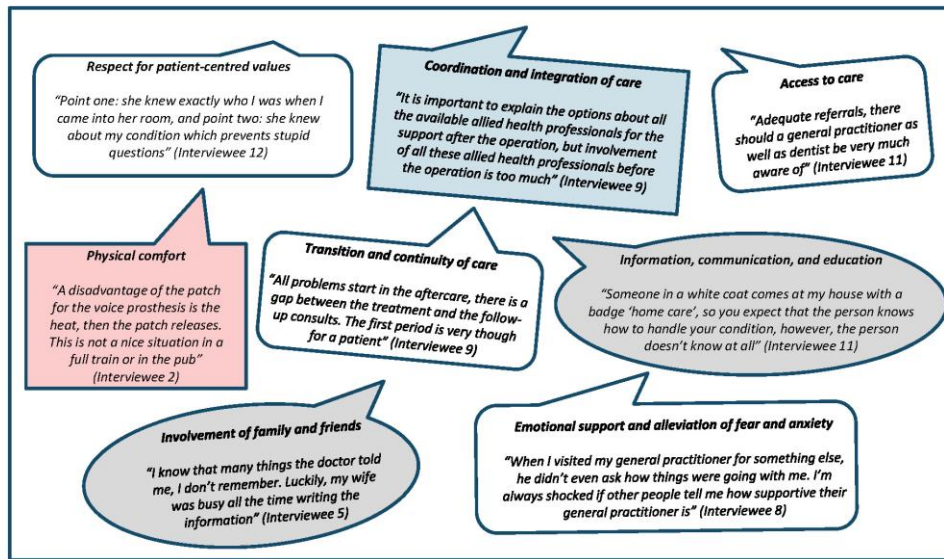 Respect for patient-centred values
“Point one: she knew exactly who I was when I
came into her room, and point two: she knew
about my condition which prevents stupid
questions” (Interviewee 12)
Coordination and integration of care
“It is important to explain the options about all
the available allied health professionals for the
support after the operation, but involvement
of all these allied health professionals before
the operation is too much” (Interviewee 9)
Access to care
“Adequate referrals, there
should a general practitioner as
well as dentist be very much
aware of” (Interviewee 11)
Physical comfort
“A disadvantage of the patch
for the voice prosthesis is the
heat, then the patch releases.
This is not a nice situation in a
full train or in the pub”
(Interviewee 2)
Transition and continuity of care
“All problems start in the aftercare, there is a
gap between the treatment and the follow-
up consults. The first period is very though
for a patient” (Interviewee 9)
Information, communication, and education
“Someone in a white coat comes at my house with a
badge ‘home care’, so you expect that the person knows
how to handle your condition, however, the person
doesn’t know at all” (Interviewee 11)
Involvement of family and friends
“I know that many things the doctor told
me, I don’t remember. Luckily, my wife
was busy all the time writing the
information” (Interviewee 5)
Emotional support and alleviation of fear and anxiety
“When I visited my general practitioner for something else,
he didn’t even ask how things were going with me. I’m
always shocked if other people tell me how supportive their
general practitioner is” (Interviewee 8)